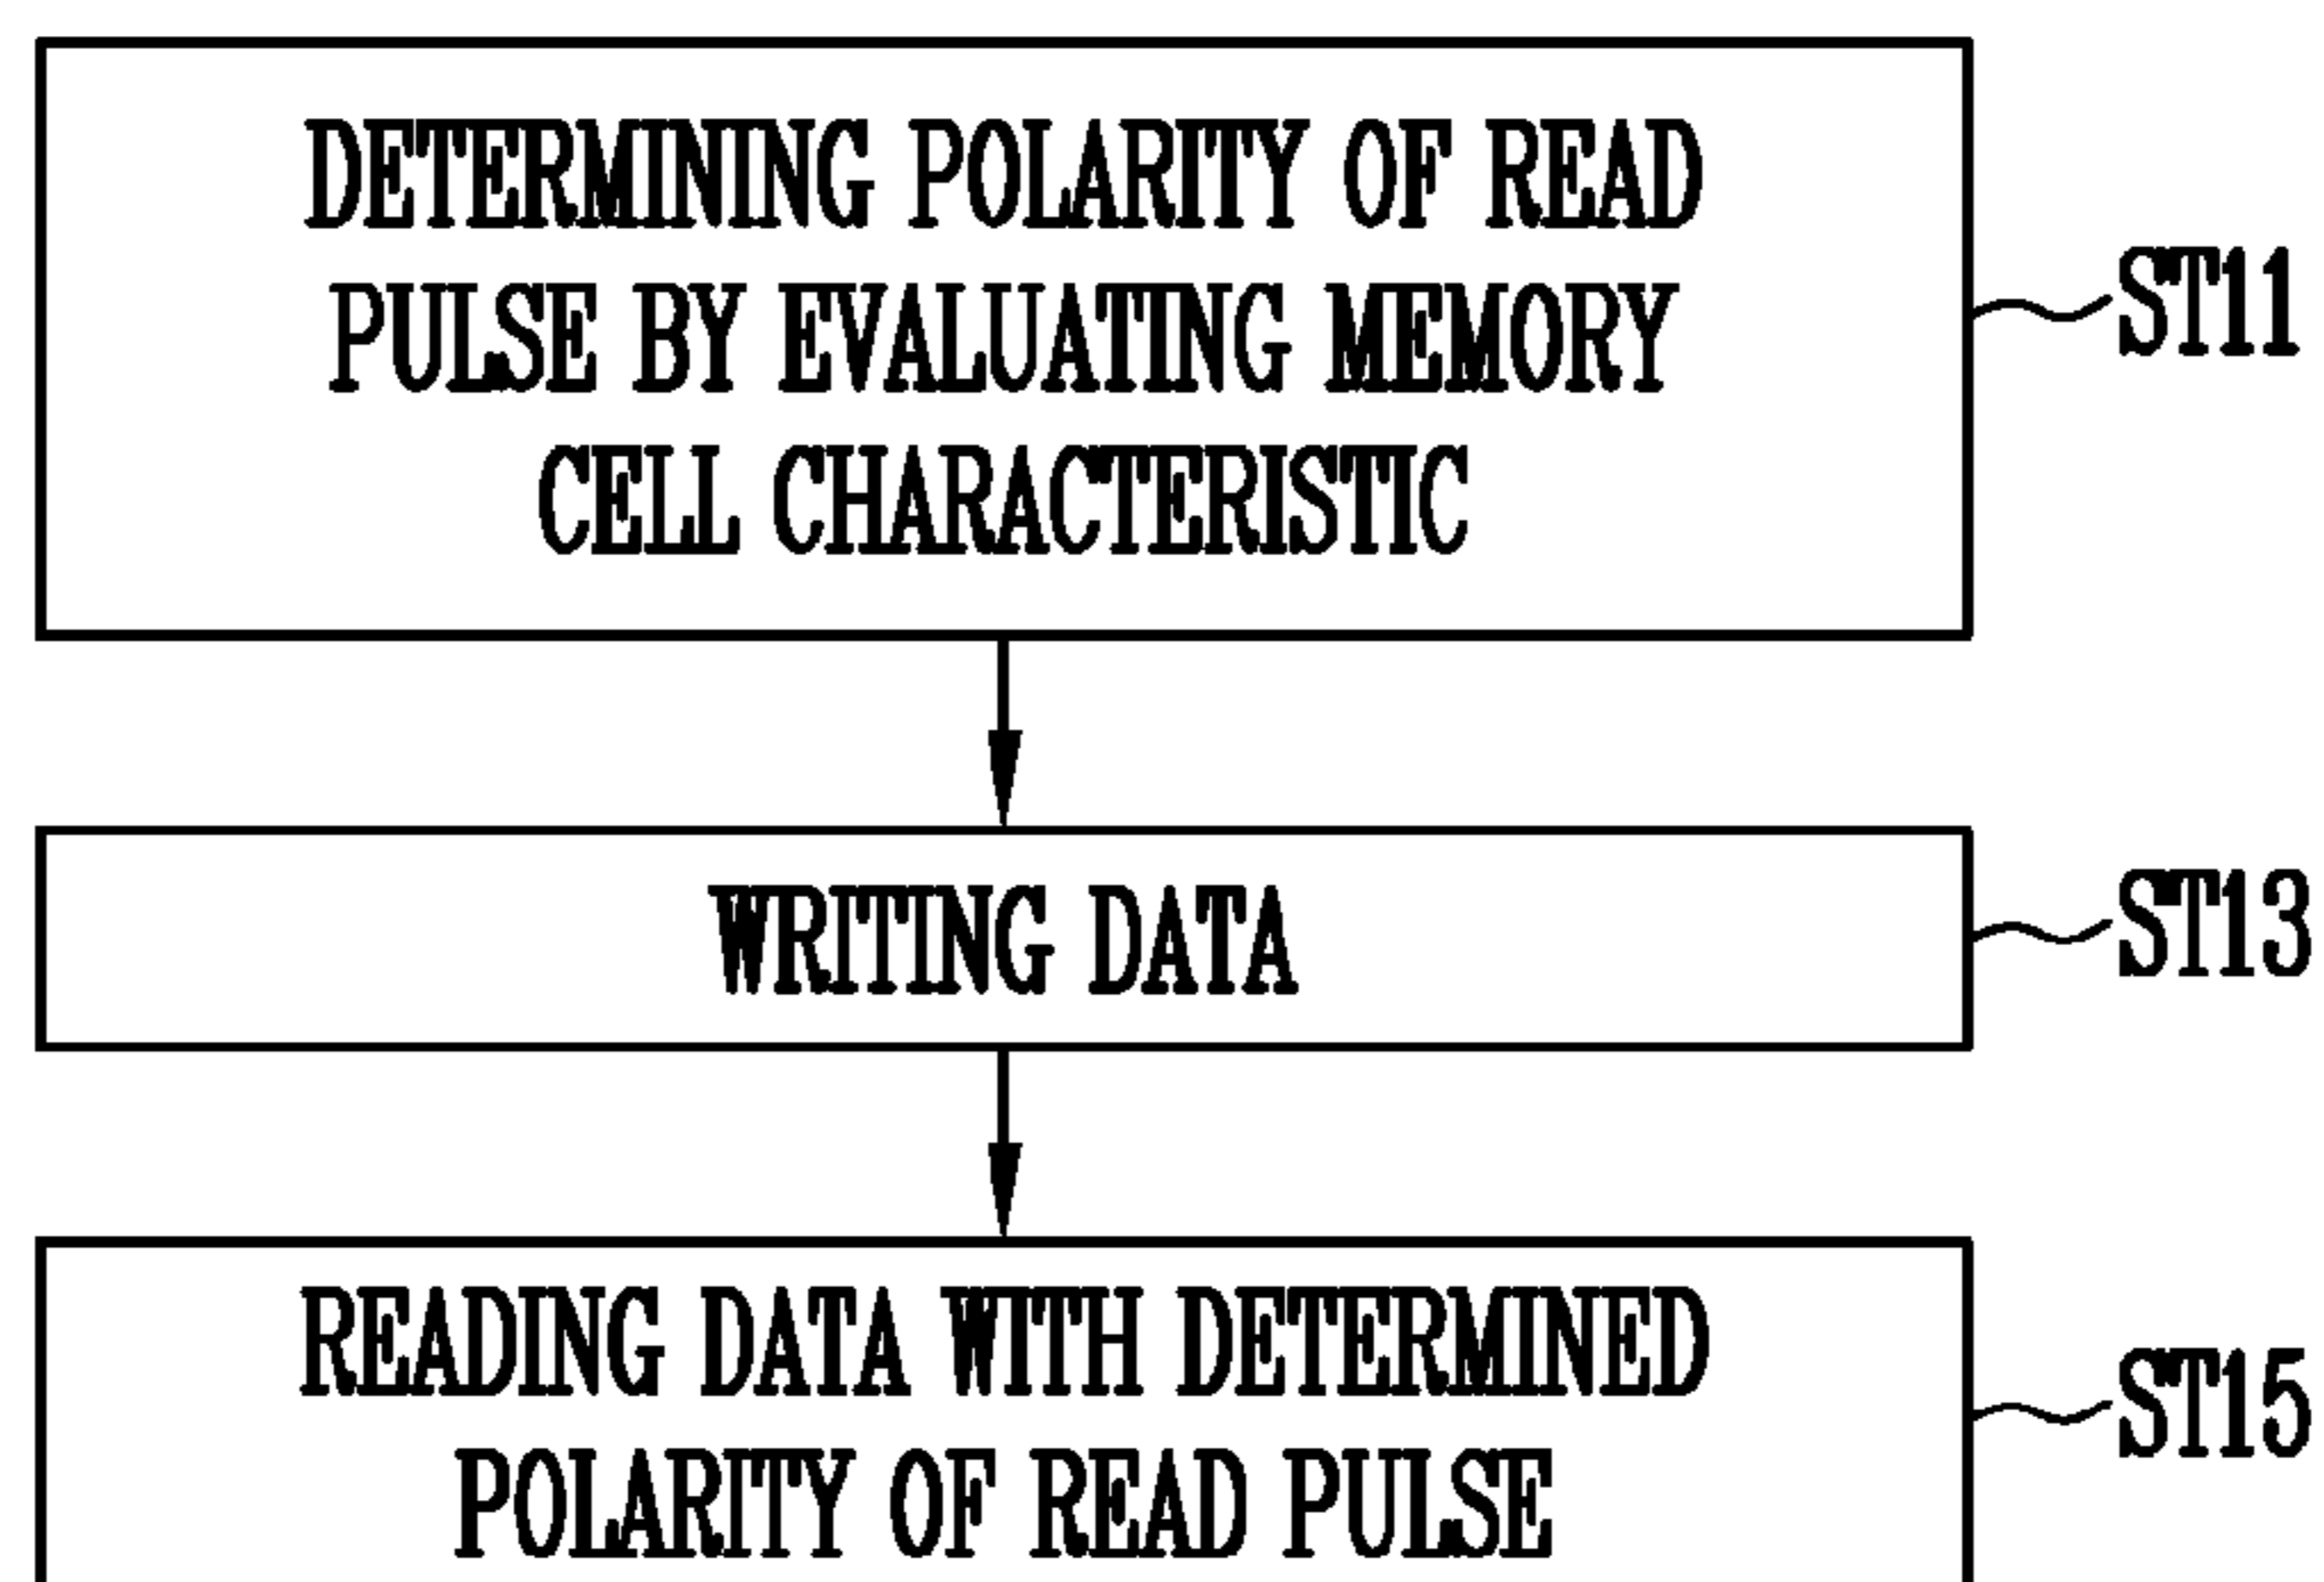 DETERMINING POLARITY OF READ
PULSE BY EVALUATING MEMORY
CELL CHARACTERISTIC
ST11
WRITING DATA
ST13
READING DATA WITH DETERMINED
POLARITY OF READ PULSE
ST15